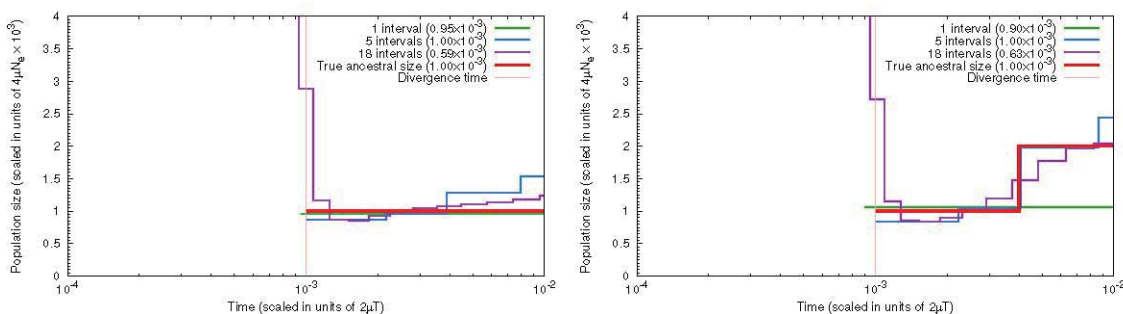 Population size (scaled in units of 4μNₑ × 10³)
4
3.5
3
2.5
2
1.5
1
0.5
0
1 interval (0.95×10⁻³)
5 intervals (1.00×10⁻³)
18 intervals (0.59×10⁻³)
True ancestral size (1.00×10⁻³)
Divergence time
10⁻⁴ 10⁻³ 10⁻²
Time (scaled in units of 2μT)
Population size (scaled in units of 4μNₑ × 10³)
4
3.5
3
2.5
2
1.5
1
0.5
0
1 interval (0.90×10⁻³)
5 intervals (1.00×10⁻³)
18 intervals (0.63×10⁻³)
True ancestral size (1.00×10⁻³)
Divergence time
10⁻⁴ 10⁻³ 10⁻²
Time (scaled in units of 2μT)